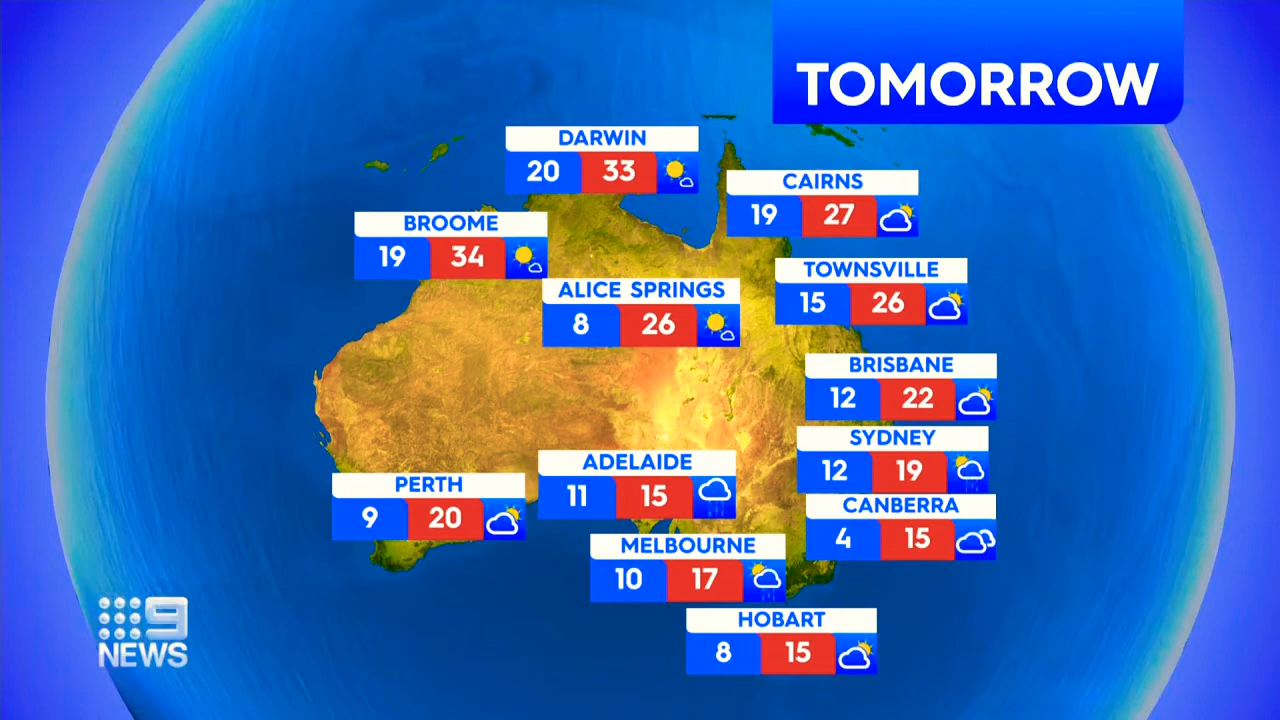 TOMORROW
DARWIN
20 33
CAIRNS
19 27
BROOME
19 34
TOWNSVILLE
15 26
ALICE SPRINGS
8 26
BRISBANE
12 22
SYDNEY
12 19
ADELAIDE
11 15
PERTH
9 20
CANBERRA
4 15
MELBOURNE
10 17
HOBART
8 15
9
NEWS